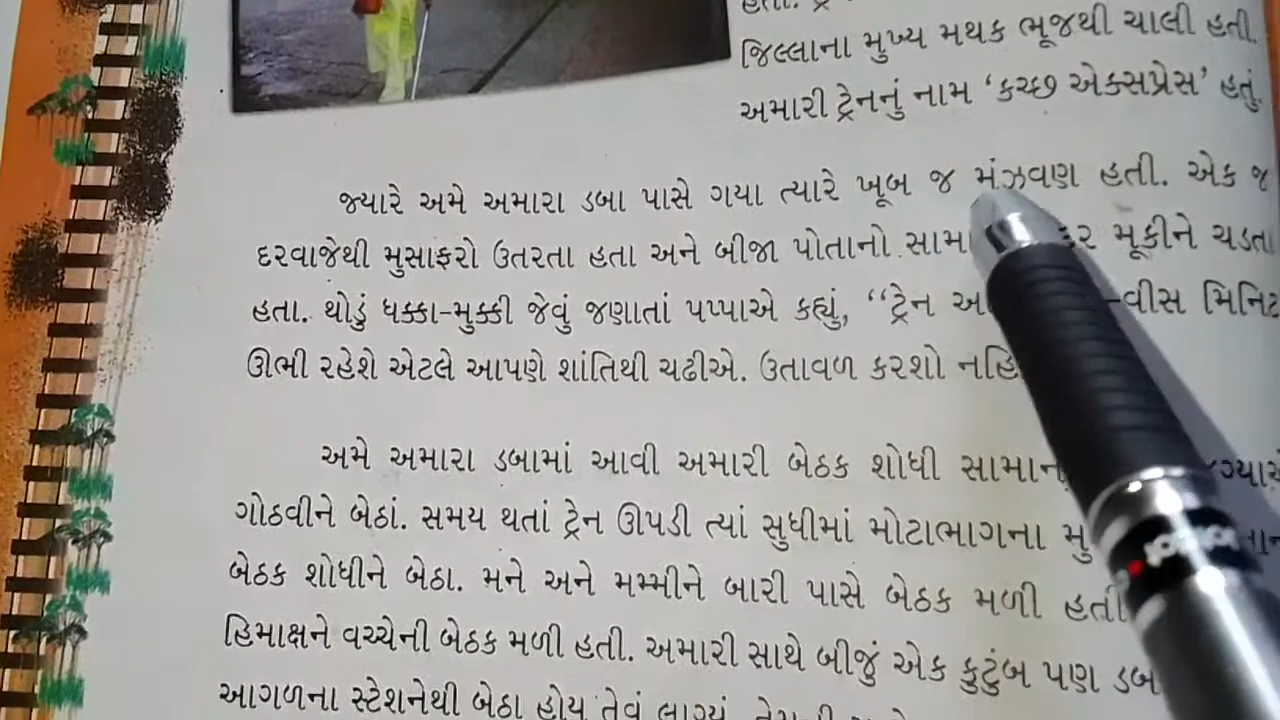 જિલ્લાના મુખ્ય મથક ભૂજથી ચાલી હતી.
અમારી ટ્રેનનું નામ ‘કચ્છ એક્સપ્રેસ’ હતું.
જ્યારે અમે અમારા ડબા પાસે ગયા ત્યારે ખૂબ જ મૂંઝવણ હતી. એક જ
દરવાજેથી મુસાફરો ઉતરતા હતા અને બીજા પોતાનો મૂકીને ચડતા
હતા. થોડું ધક્કા-મુક્કી જેવું જણાતાં પપ્પાએ કહ્યું, “ટ્રેન વીસ મિનિટ
ઊભી રહેશે એટલે આપણે શાંતિથી ચઢીએ. ઉતાવળ કરશો
અમે અમારા ડબામાં આવી અમારી બેઠક શોધી
ગોઠવીને બેઠાં. સમય થતાં ટ્રેન ઊપડી ત્યાં સુધીમાં મોટાભાગના
બેઠક શોધીને બેઠા. મને અને મમ્મીને બારી પાસે બેઠક મળી હતી
હિમાક્ષને વચ્ચેની બેઠક મળી હતી. અમારી સાથે બીજું એક કુટુંબ પણ
આગળના સ્ટેશનેથી બેઠા હોય તેવું લાગ્યું.